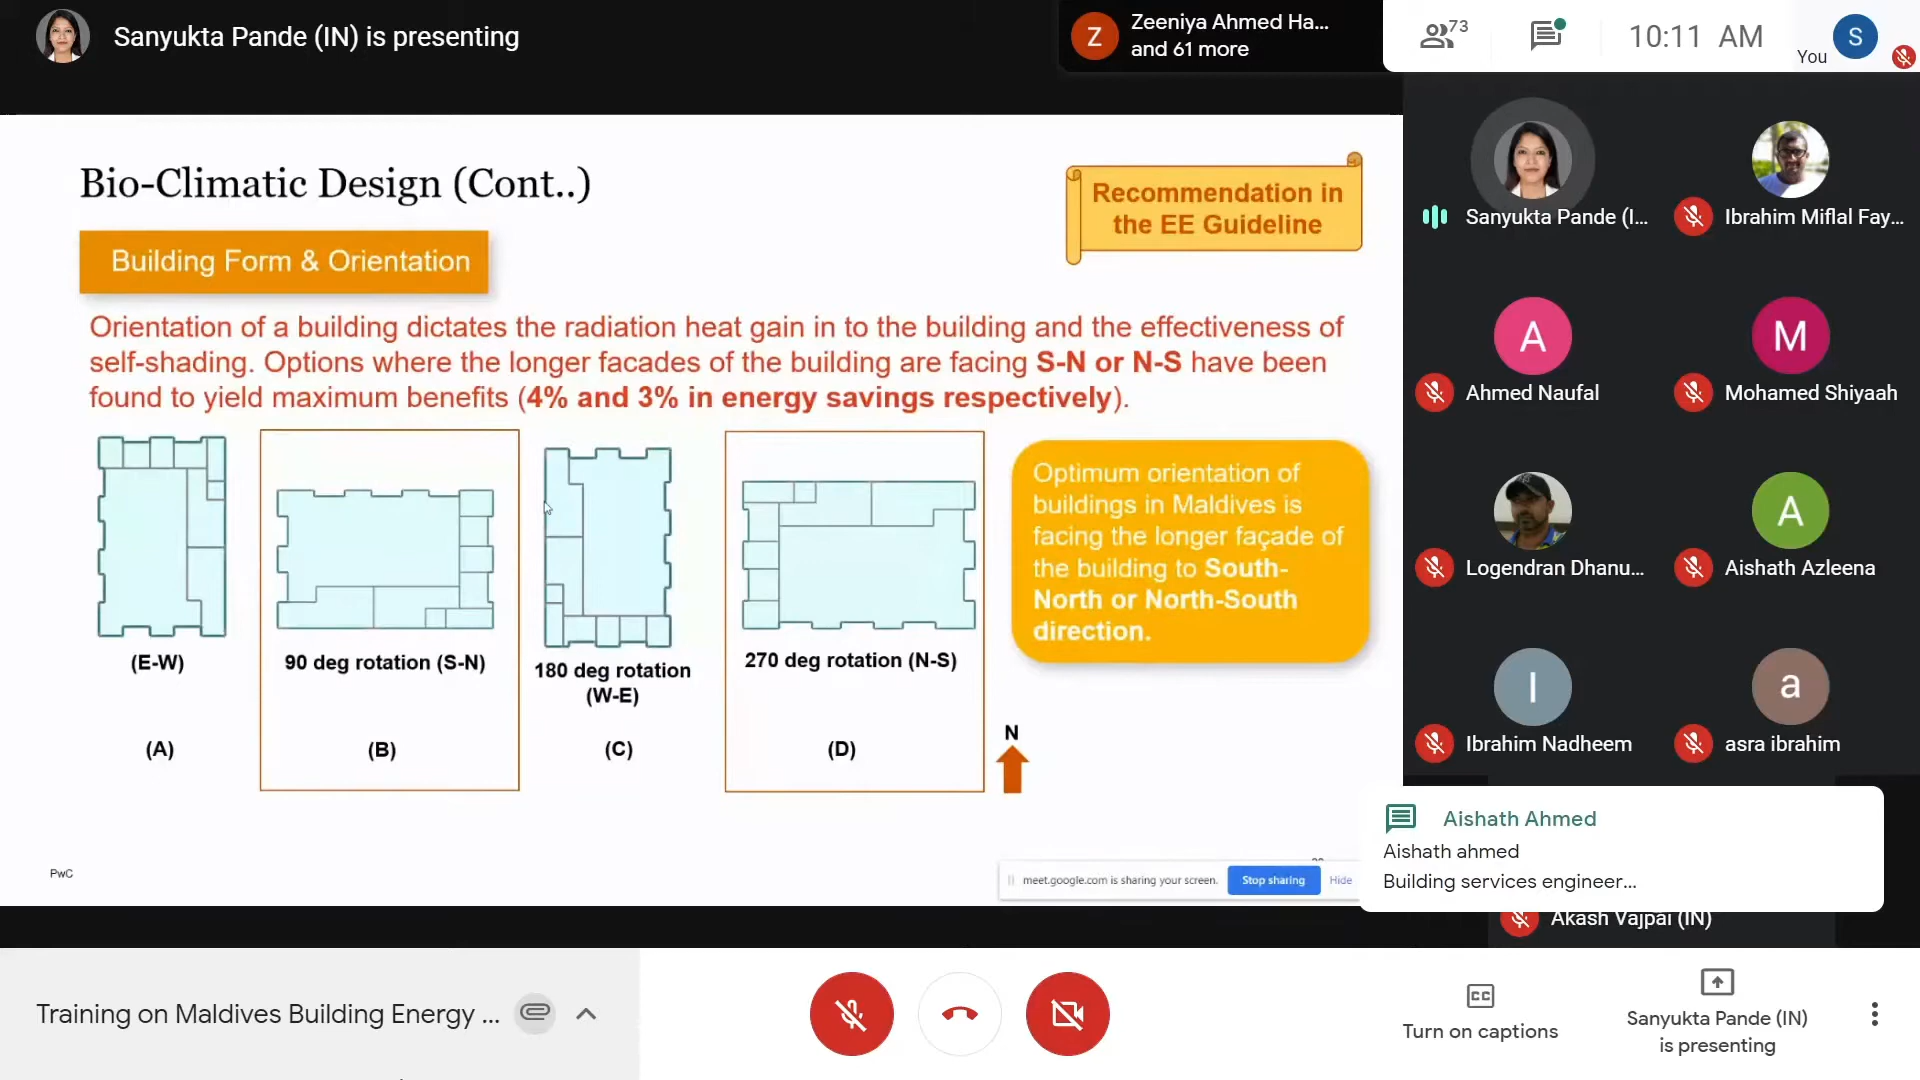 Sanyukta Pande (IN) is presenting
Z
Zeeniya Ahmed Ha...
and 61 more
73
10:11 AM
You
S
Bio-Climatic Design (Cont..)
Recommendation in
the EE Guideline
Building Form & Orientation
Orientation of a building dictates the radiation heat gain in to the building and the effectiveness of
self-shading. Options where the longer facades of the building are facing S-N or N-S have been
found to yield maximum benefits (4% and 3% in energy savings respectively).
(E-W)
(A)
90 deg rotation (S-N)
(B)
180 deg rotation
(W-E)
(C)
270 deg rotation (N-S)
(D)
N
Optimum orientation of
buildings in Maldives is
facing the longer façade of
the building to South-
North or North-South
direction.
PwC
meet.google.com is sharing your screen.
Stop sharing
Hide
Sanyukta Pande (I...
Ibrahim Miflal Fay...
A
Ahmed Naufal
M
Mohamed Shiyaah
Logendran Dhanu...
A
Aishath Azleena
I
Ibrahim Nadheem
a
asra ibrahim
Aishath Ahmed
Aishath ahmed
Building services engineer...
Akash Vajpai (IN)
Training on Maldives Building Energy ...
CC
Turn on captions
Sanyukta Pande (IN)
is presenting